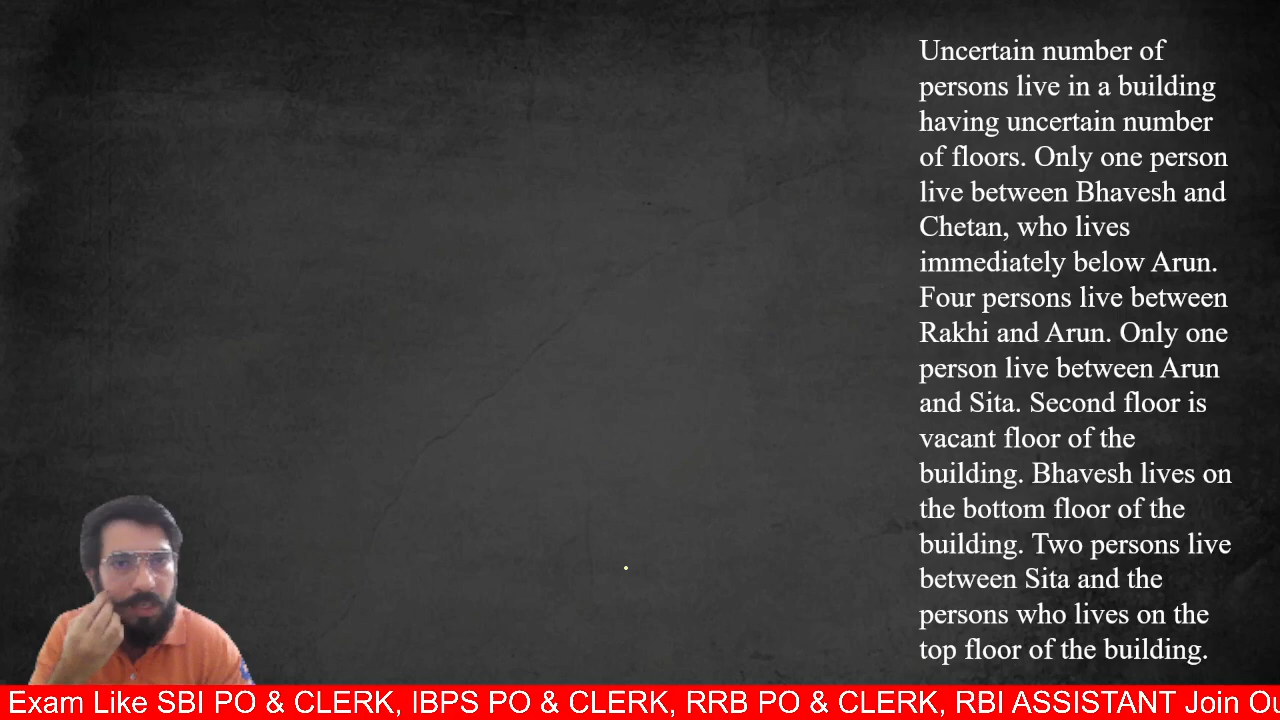 Uncertain number of
persons live in a building
having uncertain number
of floors. Only one person
live between Bhavesh and
Chetan, who lives
immediately below Arun.
Four persons live between
Rakhi and Arun. Only one
person live between Arun
and Sita. Second floor is
vacant floor of the
building. Bhavesh lives on
the bottom floor of the
building. Two persons live
between Sita and the
persons who lives on the
top floor of the building.
Exam Like SBI PO & CLERK, IBPS PO & CLERK, RRB PO & CLERK, RBI ASSISTANT Join Ou